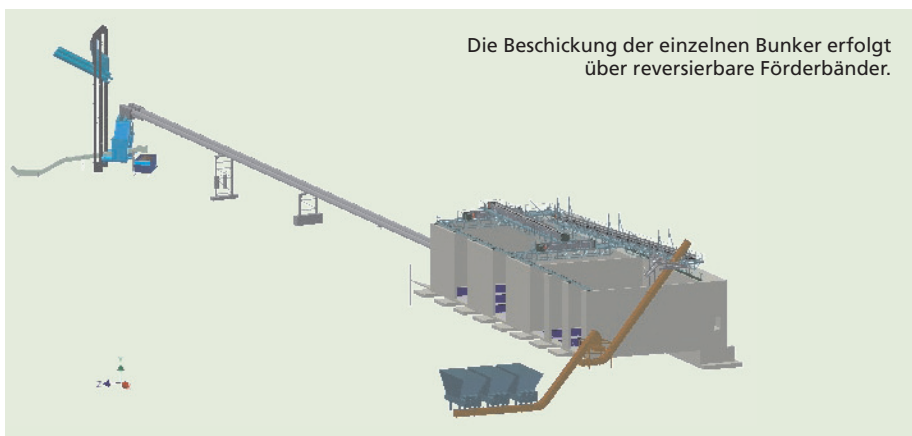 Die Beschickung der einzelnen Bunker erfolgt
über reversierbare Förderbänder.
Y
Z